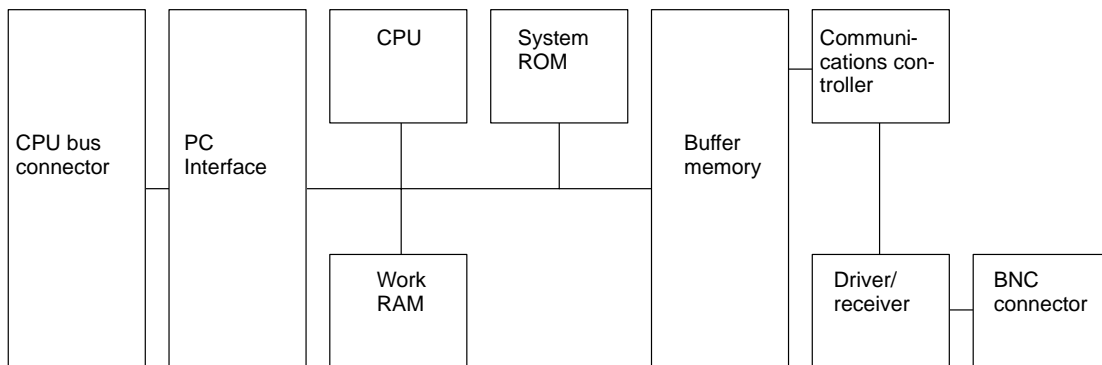 CPU bus
connector
PC
Interface
CPU
System
ROM
Work
RAM
Buffer
memory
Communi-
cations con-
troller
Driver/
receiver
BNC
connector